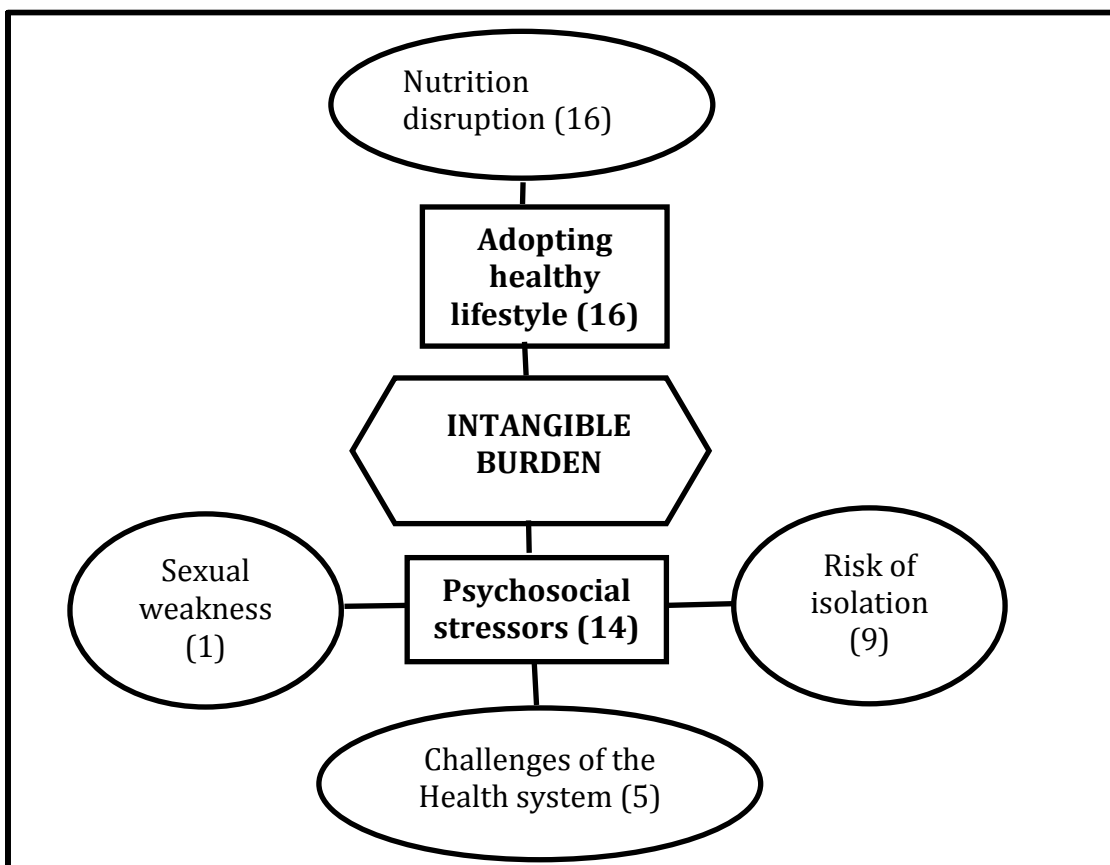 Nutrition
disruption (16)
Adopting
healthy
lifestyle (16)
INTANGIBLE
BURDEN
Sexual
weakness
(1)
Psychosocial
stressors (14)
Risk of
isolation
(9)
Challenges of the
Health system (5)